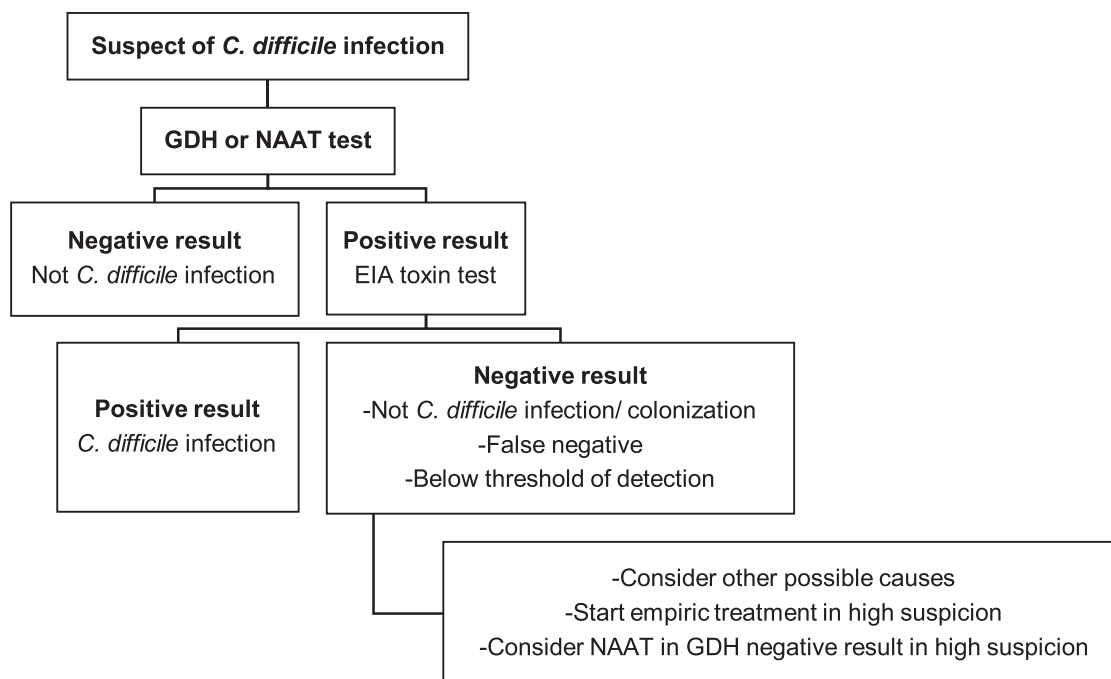 Suspect of C. difficile infection
GDH or NAAT test
Negative result
Not C. difficile infection
Positive result
EIA toxin test
Positive result
C. difficile infection
Negative result
-Not C. difficile infection/ colonization
-False negative
-Below threshold of detection
-Consider other possible causes
-Start empiric treatment in high suspicion
-Consider NAAT in GDH negative result in high suspicion